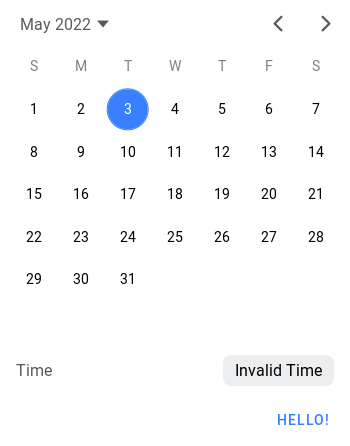 May 2022
S M T W T F S
1 2 3 4 5 6 7
8 9 10 11 12 13 14
15 16 17 18 19 20 21
22 23 24 25 26 27 28
29 30 31
Time Invalid Time
HELLO!